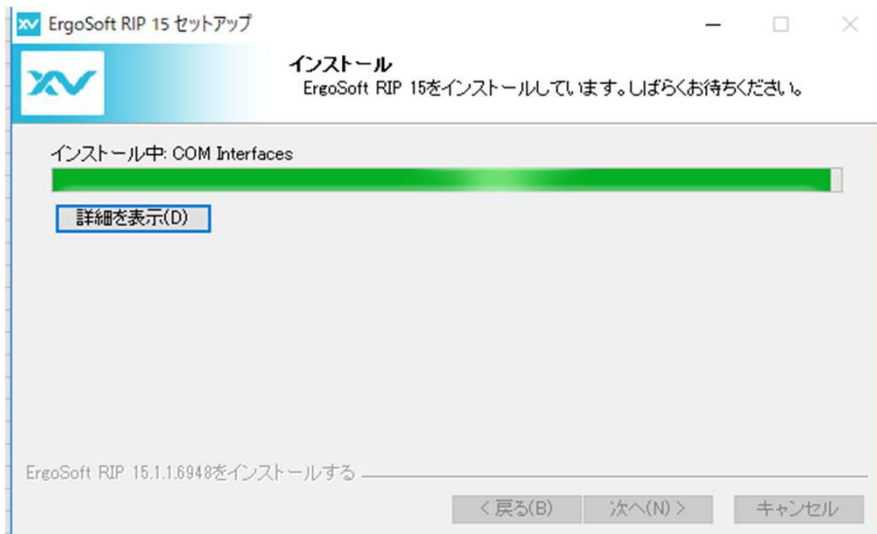 ErgoSoft RIP 15 セットアップ
インストール
ErgoSoft RIP 15をインストールしています。しばらくお待ちください。
インストール中: COM Interfaces
詳細を表示(D)
ErgoSoft RIP 15.1.1.6948をインストールする
< 戻る(B) 次へ(N) > キャンセル